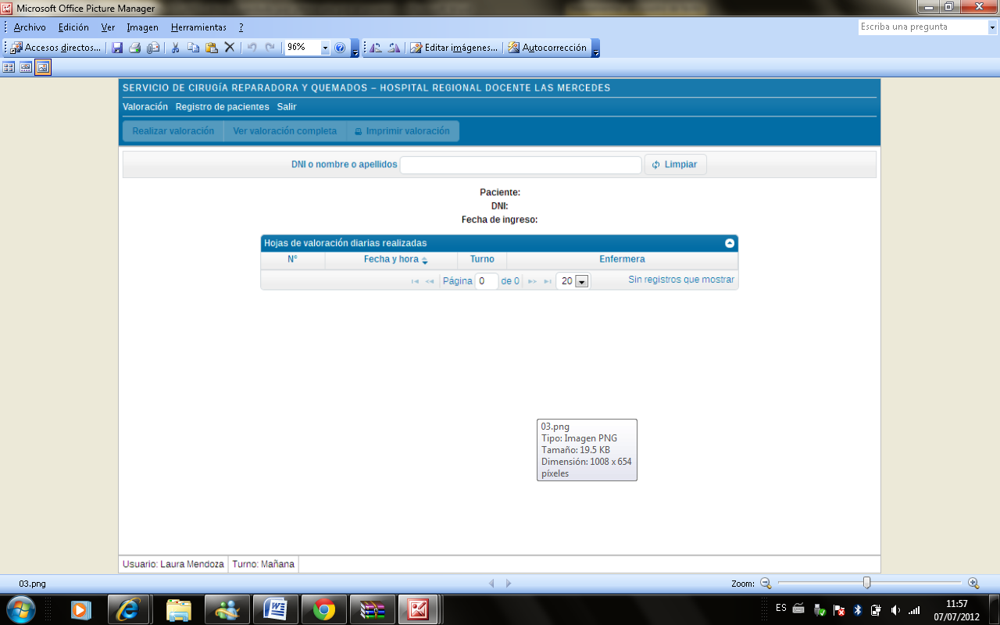 Microsoft Office Picture Manager
Archivo Edición Ver Imagen Herramientas ?
Escriba una pregunta
Accesos directos... 96% Editar imágenes... Autocorrección
SERVICIO DE CIRUGÍA REPARADORA Y QUEMADOS – HOSPITAL REGIONAL DOCENTE LAS MERCEDES
Valoración Registro de pacientes Salir
Realizar valoración Ver valoración completa Imprimir valoración
DNI o nombre o apellidos Limpiar
Paciente:
DNI:
Fecha de ingreso:
Hojas de valoración diarias realizadas
N° Fecha y hora Turno Enfermera
Página 0 de 0 20 Sin registros que mostrar
03.png
Tipo: Imagen PNG
Tamaño: 19.5 KB
Dimensión: 1008 x 654
píxeles
Usuario: Laura Mendoza Turno: Mañana
03.png Zoom:
ES 11:57
07/07/2012